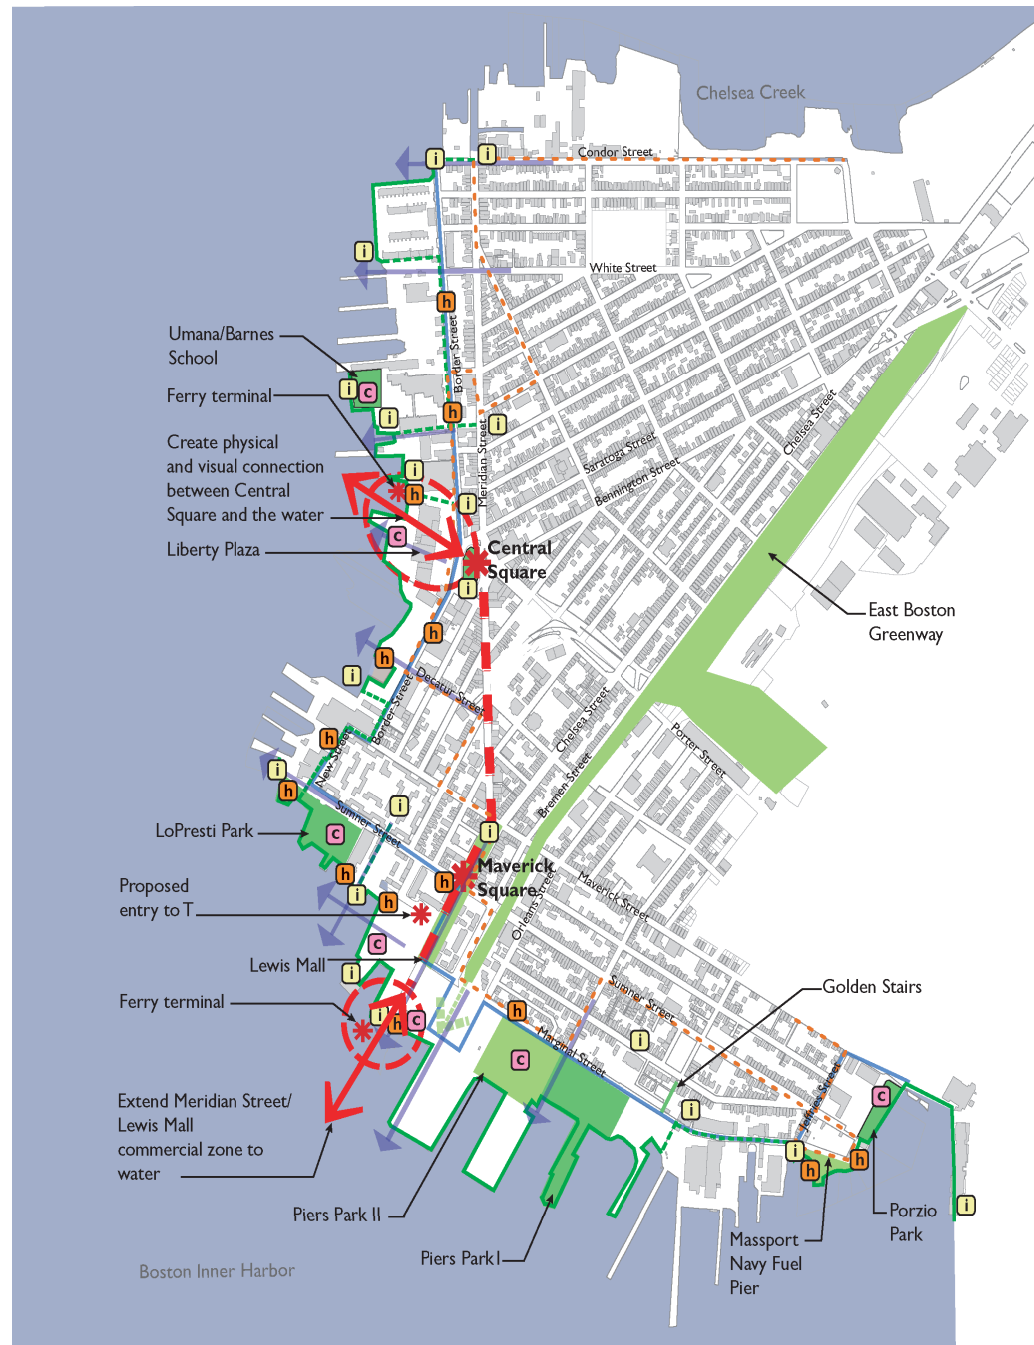 Chelsea Creek
i
i
Condor Street
i
White Street
h
Umana/Barnes
School
Border Street
i
c
Ferry terminal
i
h
i
Chelsea Street
Create physical
and visual connection
between Central
Square and the water
Meridian Street
Saratoga Street
Bennington Street
i
h
i
c
Liberty Plaza
Central
Square
i
East Boston
Greenway
h
h
i
Decatur Street
Border Street
Chelsea Street
Porter Street
h
New Street
i
h
Bremen Street
i
Sumner Street
LoPresti Park
c
i
Maverick
Square
h
h
i
h
Proposed
entry to T
Orleans Street
Maverick Street
c
Lewis Mall
i
Ferry terminal
i
h
c
Golden Stairs
Sumner Street
h
i
Marginal Street
c
Jeffries Street
c
i
Extend Meridian Street/
Lewis Mall
commercial zone to
water
i
h
h
Piers Park II
Piers Park I
Massport
Navy Fuel
Pier
Porzio
Park
i
Boston Inner Harbor